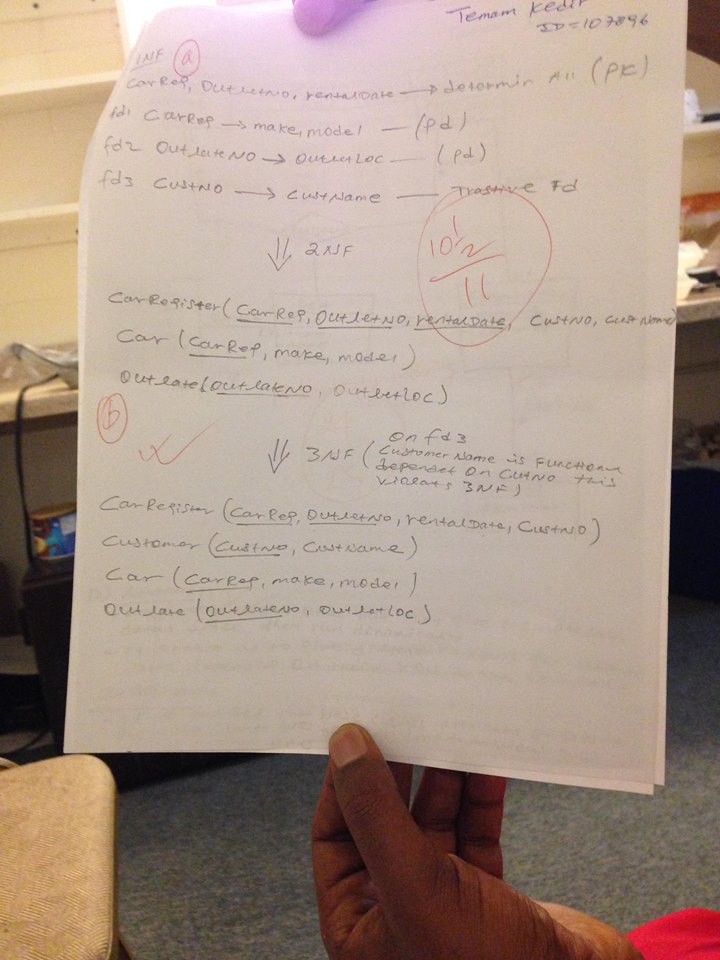 Temam Kedir
ID=107896
1NF (a)
CarReg, OutletNo, rentalDate → determin All (PK)
fd1 CarReg → make, model — (pd)
fd2 OutlateNO → OutletLoc — (pd)
fd3 CustNO → CustName — Trastive Fd
10 1/2
11
⇓ 2NF
CarRegister (CarReg, OutletNO, rentalDate, CustNO, CustName)
Car (CarReg, make, model)
Outlate (OutlateNO, OutletLoc)
(b)
⇓ 3NF (On fd3
Customer Name is Functiona
dependet On CutNO this
violats 3NF)
CarRegister (CarReg, OutletNO, rentalDate, CustNO)
Customer (CustNO, CustName)
Car (CarReg, make, model)
Outlate (OutlateNO, OutletLoc)